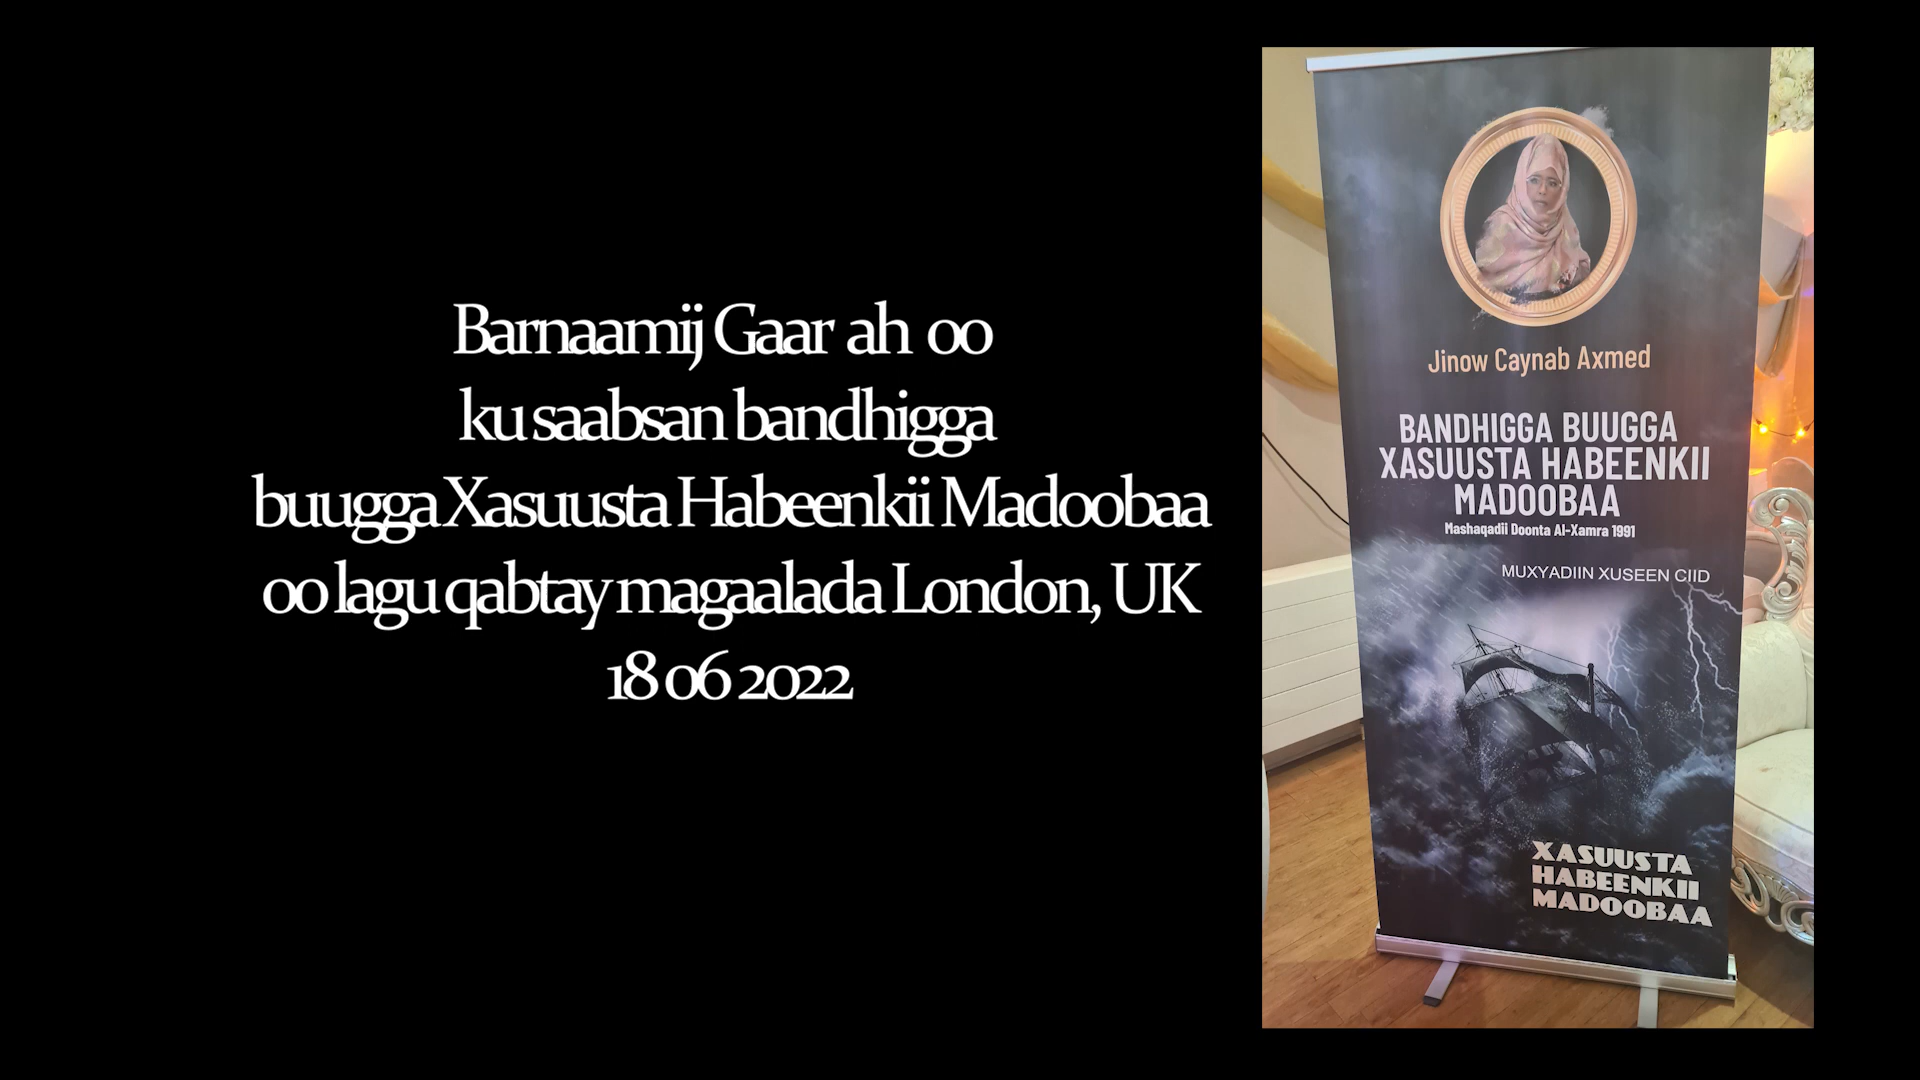 Barnaamij Gaar ah oo
ku saabsan bandhigga
buugga Xasuusta Habeenkii Madoobaa
oo lagu qabtay magaalada London, UK
18 06 2022
Jinow Caynab Axmed
BANDHIGGA BUUGGA
XASUUSTA HABEENKII
MADOOBAA
Mashaqadii Doonta Al-Xamra 1991
MUXYADIIN XUSEEN CIID
XASUUSTA
HABEENKII
MADOOBAA